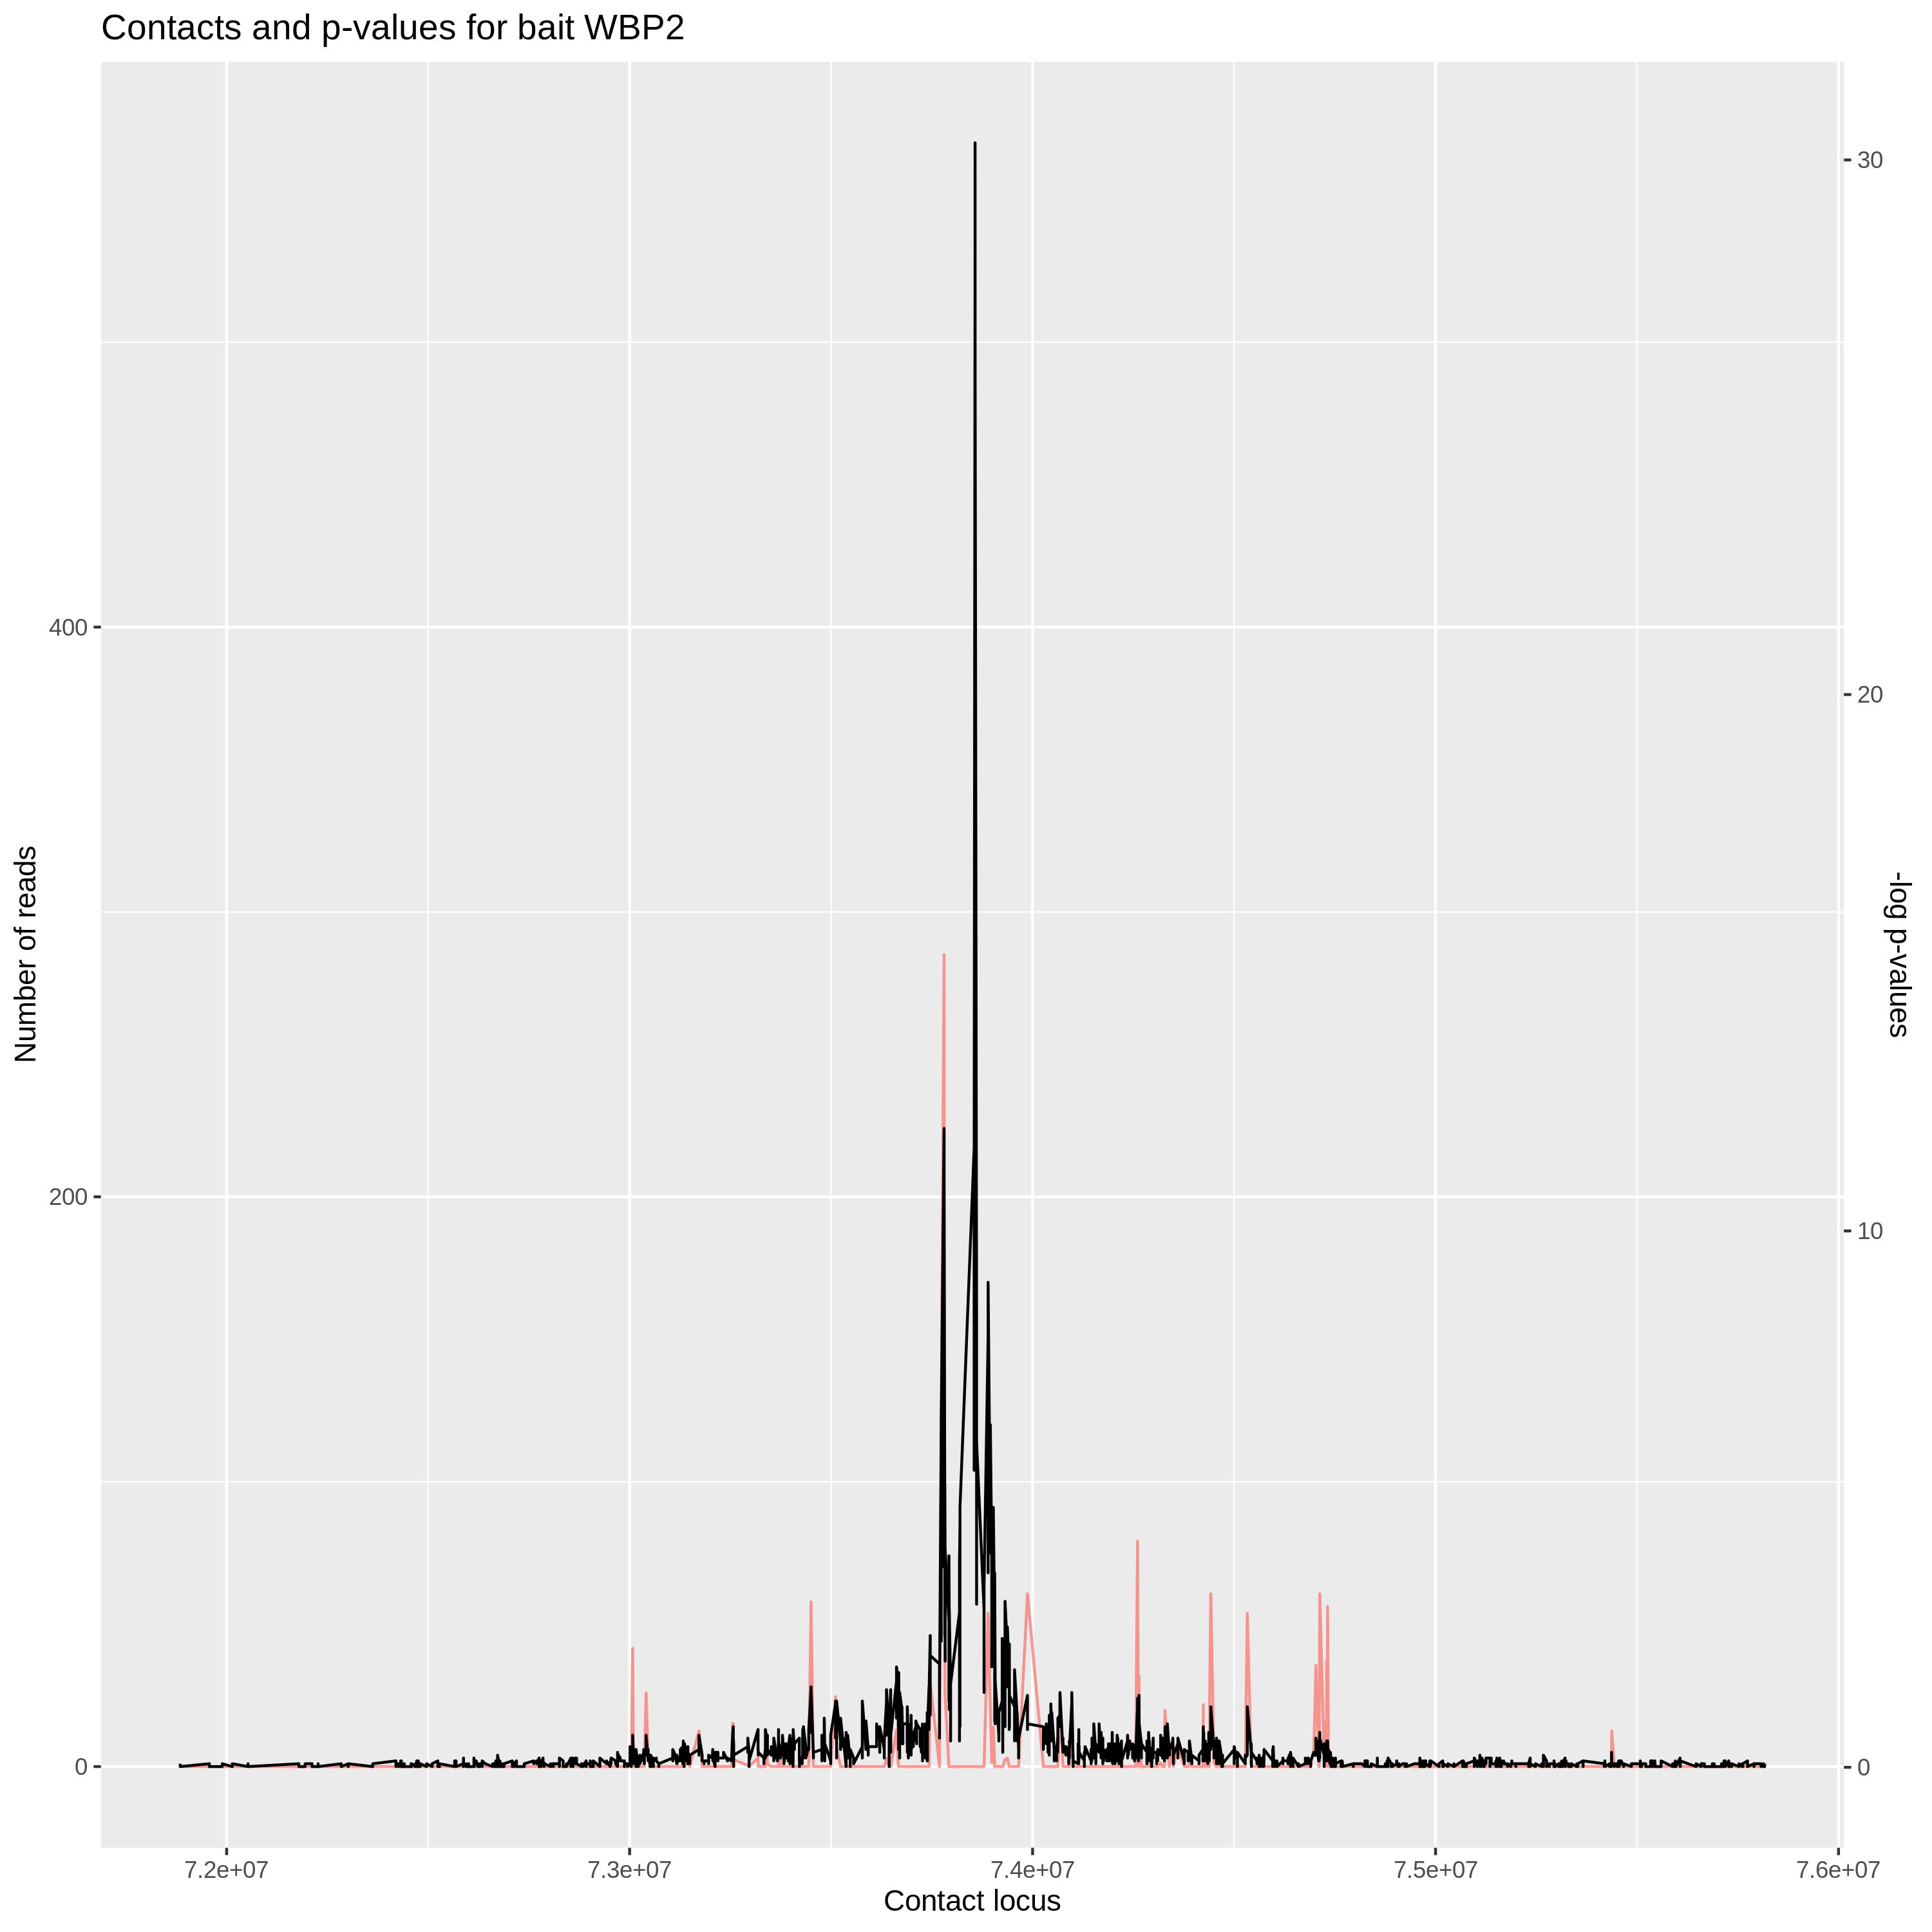 Contacts and p-values for bait WBP2
30
400
20
Number of reads
-log p-values
200
10
0
0
7.2e+07
7.3e+07
7.4e+07
7.5e+07
7.6e+07
Contact locus